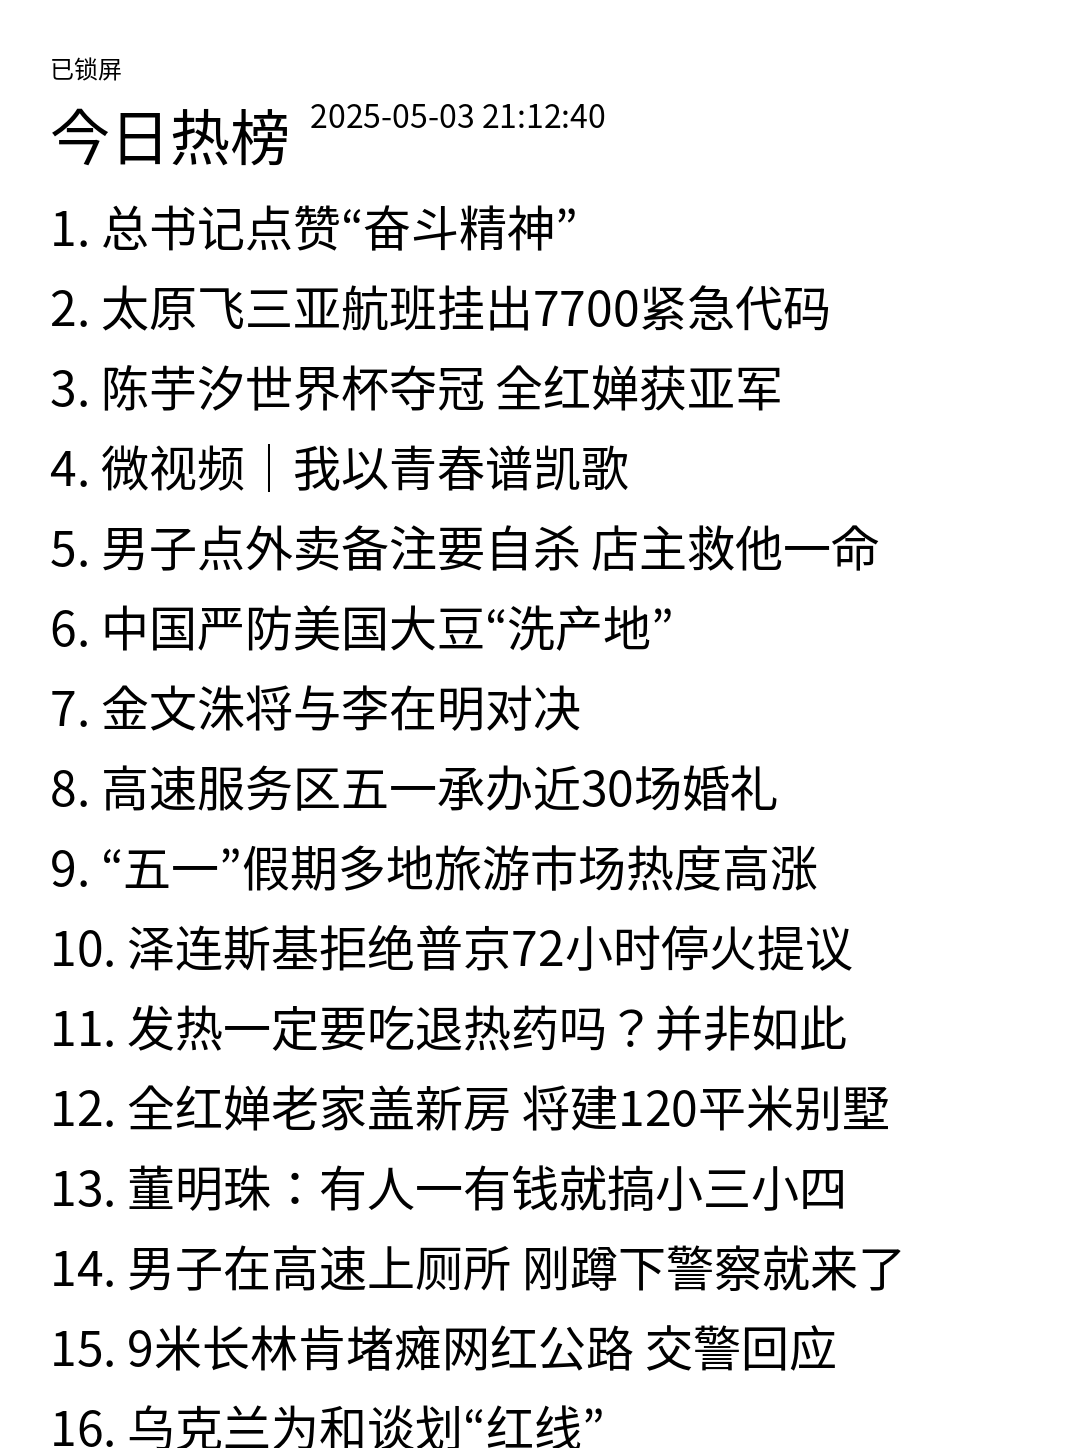 已锁屏
今日热榜 2025-05-03 21:12:40
1. 总书记点赞“奋斗精神”
2. 太原飞三亚航班挂出7700紧急代码
3. 陈芋汐世界杯夺冠 全红婵获亚军
4. 微视频｜我以青春谱凯歌
5. 男子点外卖备注要自杀 店主救他一命
6. 中国严防美国大豆“洗产地”
7. 金文洙将与李在明对决
8. 高速服务区五一承办近30场婚礼
9. “五一”假期多地旅游市场热度高涨
10. 泽连斯基拒绝普京72小时停火提议
11. 发热一定要吃退热药吗？并非如此
12. 全红婵老家盖新房 将建120平米别墅
13. 董明珠：有人一有钱就搞小三小四
14. 男子在高速上厕所 刚蹲下警察就来了
15. 9米长林肯堵瘫网红公路 交警回应
16. 乌克兰为和谈划“红线”